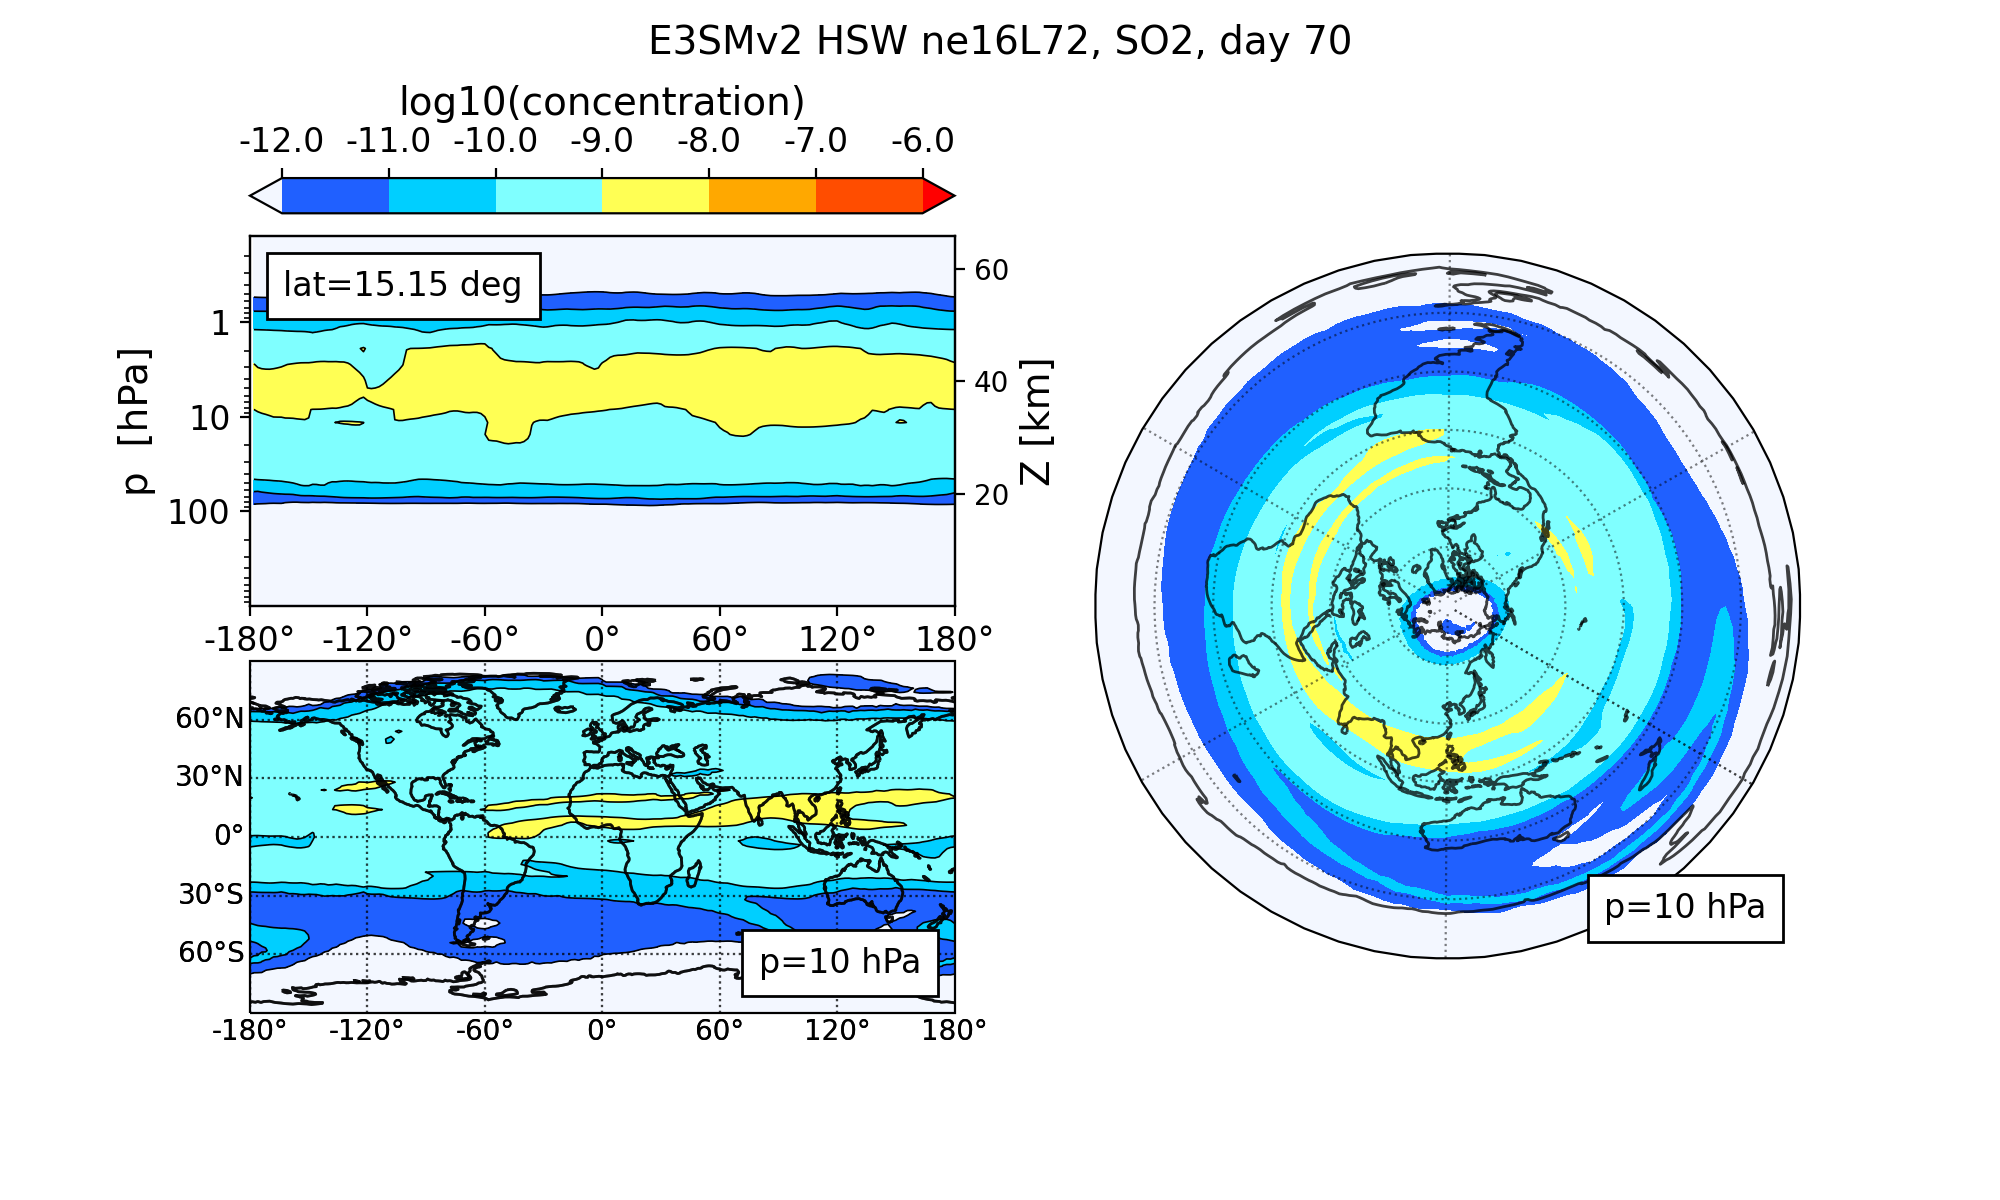 E3SMv2 HSW ne16L72, SO2, day 70
log10(concentration)
-12.0 -11.0 -10.0 -9.0 -8.0 -7.0 -6.0
lat=15.15 deg
p [hPa]
1
10
100
60
40
20
Z [km]
-180° -120° -60° 0° 60° 120° 180°
60°N
30°N
0°
30°S
60°S
p=10 hPa
-180° -120° -60° 0° 60° 120° 180°
p=10 hPa